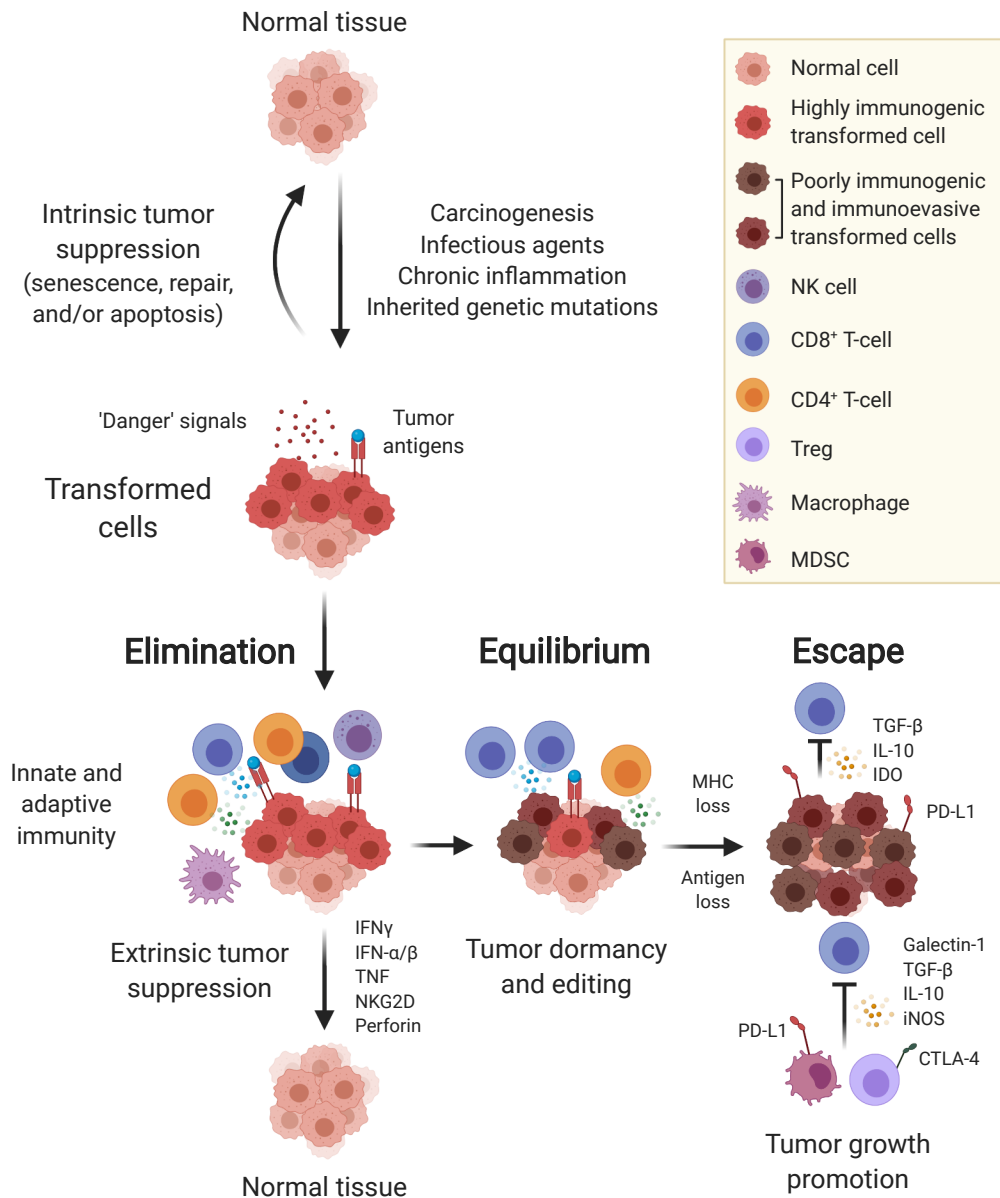 Normal tissue
Normal cell
Highly immunogenic
transformed cell
Poorly immunogenic
and immunoevasive
transformed cells
NK cell
CD8⁺ T-cell
CD4⁺ T-cell
Treg
Macrophage
MDSC
Intrinsic tumor
suppression
(senescence, repair,
and/or apoptosis)
Carcinogenesis
Infectious agents
Chronic inflammation
Inherited genetic mutations
'Danger' signals
Tumor
antigens
Transformed
cells
Elimination
Equilibrium
Escape
Innate and
adaptive
immunity
MHC
loss
Antigen
loss
TGF-β
IL-10
IDO
PD-L1
Extrinsic tumor
suppression
IFNγ
IFN-α/β
TNF
NKG2D
Perforin
Tumor dormancy
and editing
Galectin-1
TGF-β
IL-10
iNOS
PD-L1
CTLA-4
Tumor growth
promotion
Normal tissue